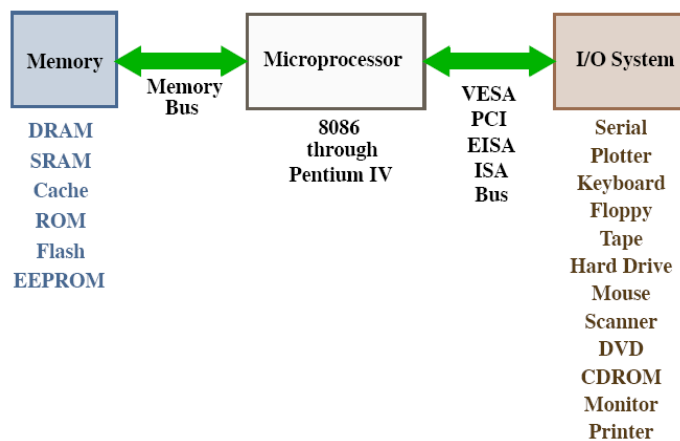 Memory
Microprocessor
I/O System
Memory
Bus
VESA
PCI
EISA
ISA
Bus
DRAM
SRAM
Cache
ROM
Flash
EEPROM
8086
through
Pentium IV
Serial
Plotter
Keyboard
Floppy
Tape
Hard Drive
Mouse
Scanner
DVD
CDROM
Monitor
Printer